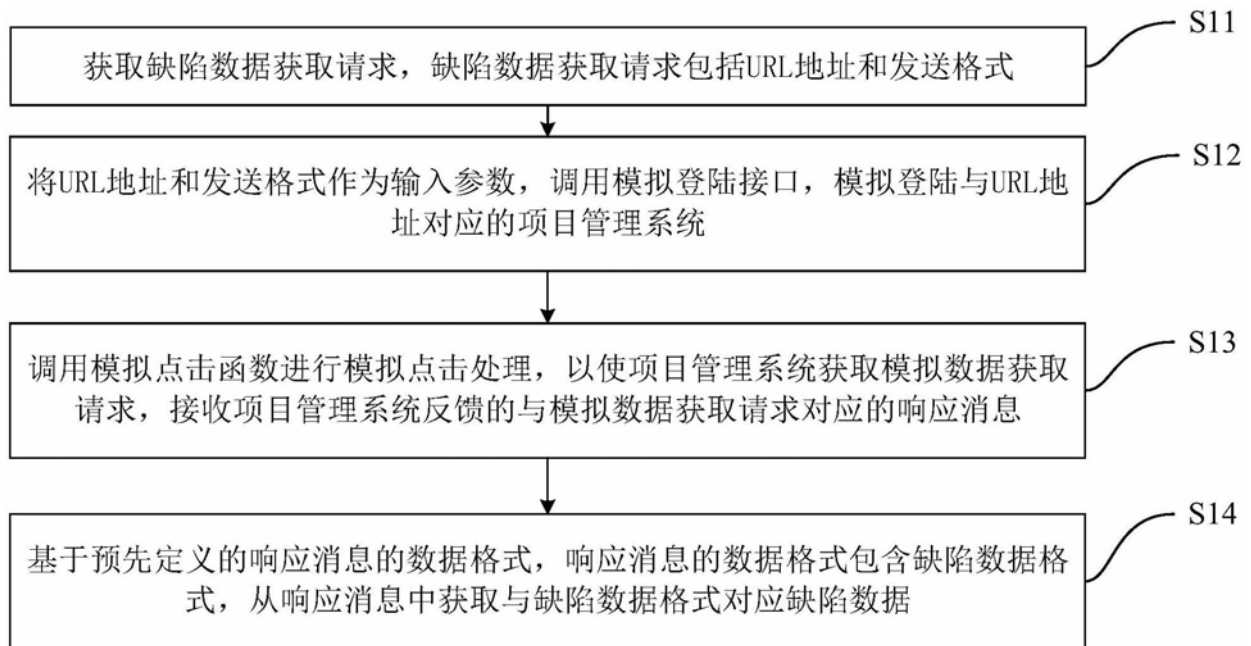 S11
获取缺陷数据获取请求，缺陷数据获取请求包括URL地址和发送格式
S12
将URL地址和发送格式作为输入参数，调用模拟登陆接口，模拟登陆与URL地
址对应的项目管理系统
S13
调用模拟点击函数进行模拟点击处理，以使项目管理系统获取模拟数据获取
请求，接收项目管理系统反馈的与模拟数据获取请求对应的响应消息
S14
基于预先定义的响应消息的数据格式，响应消息的数据格式包含缺陷数据格
式，从响应消息中获取与缺陷数据格式对应缺陷数据